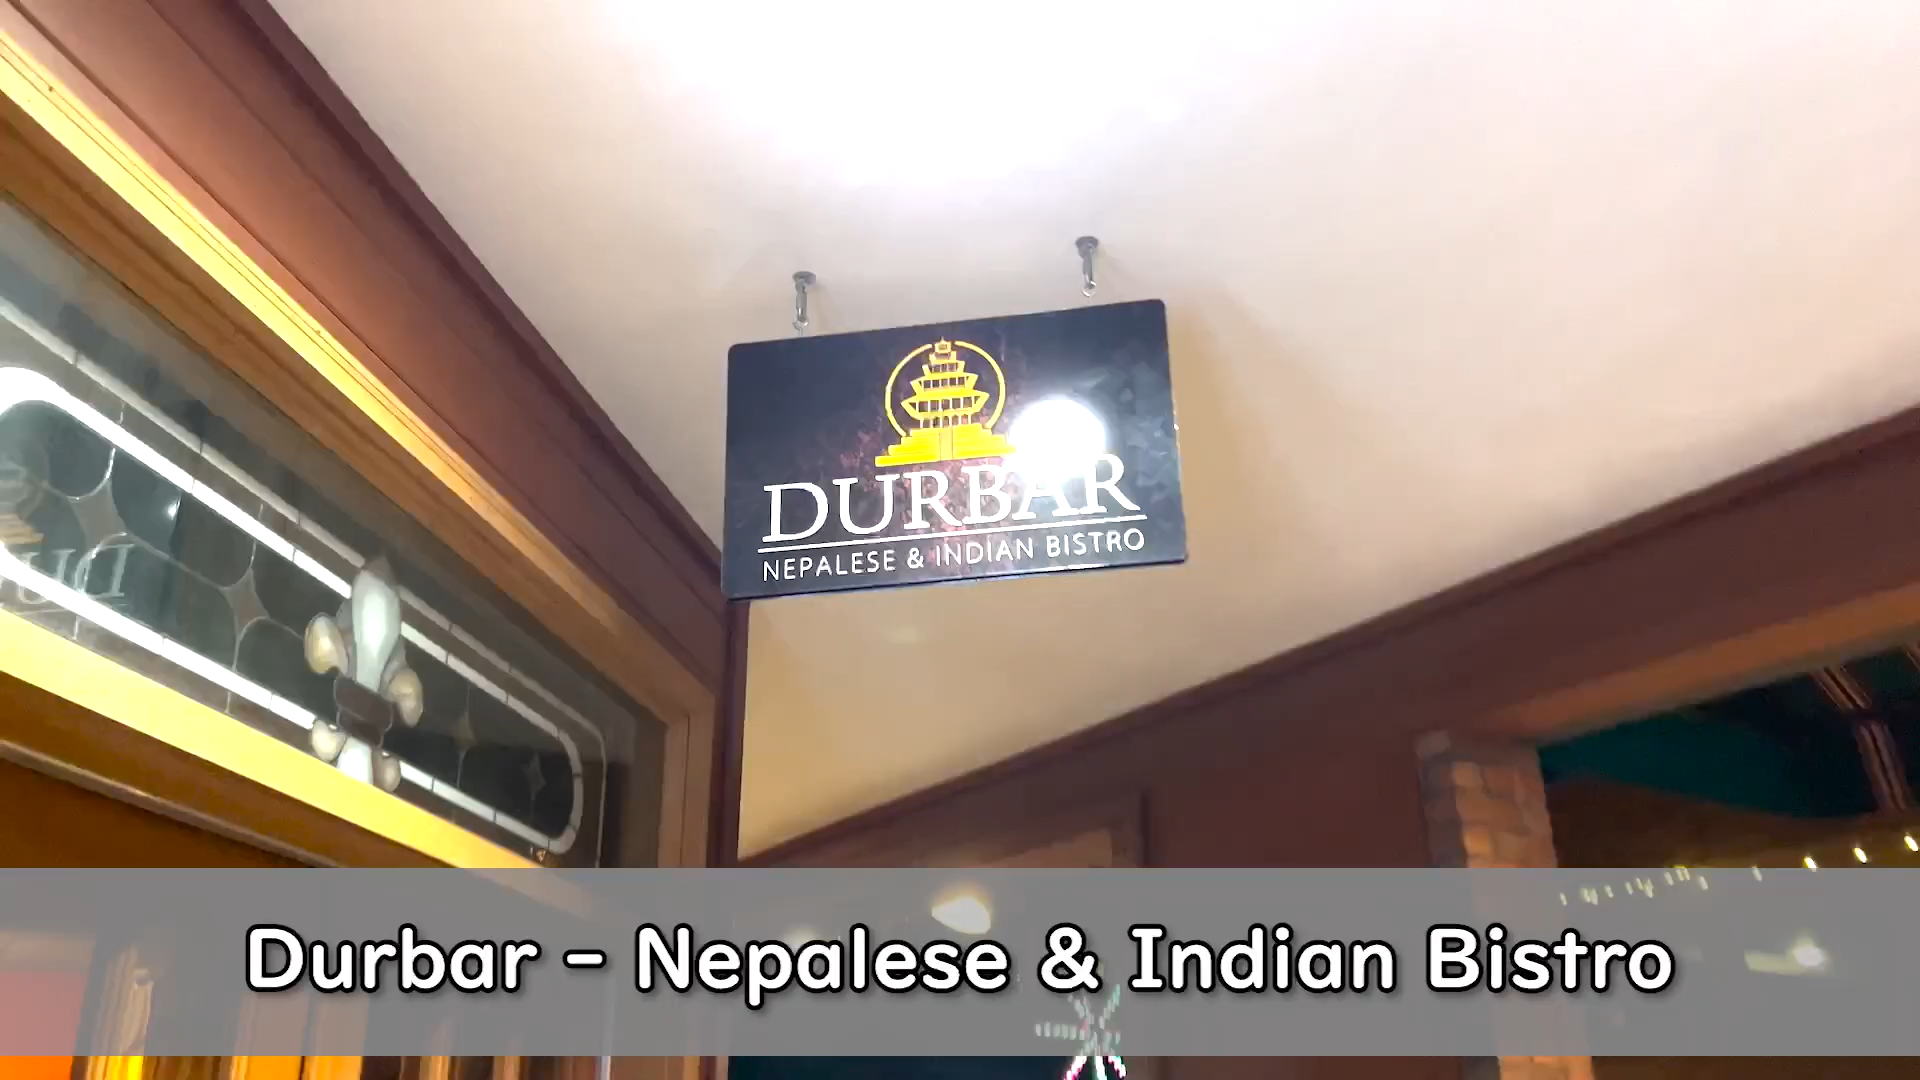 DURBAR
NEPALESE & INDIAN BISTRO
Durbar - Nepalese & Indian Bistro